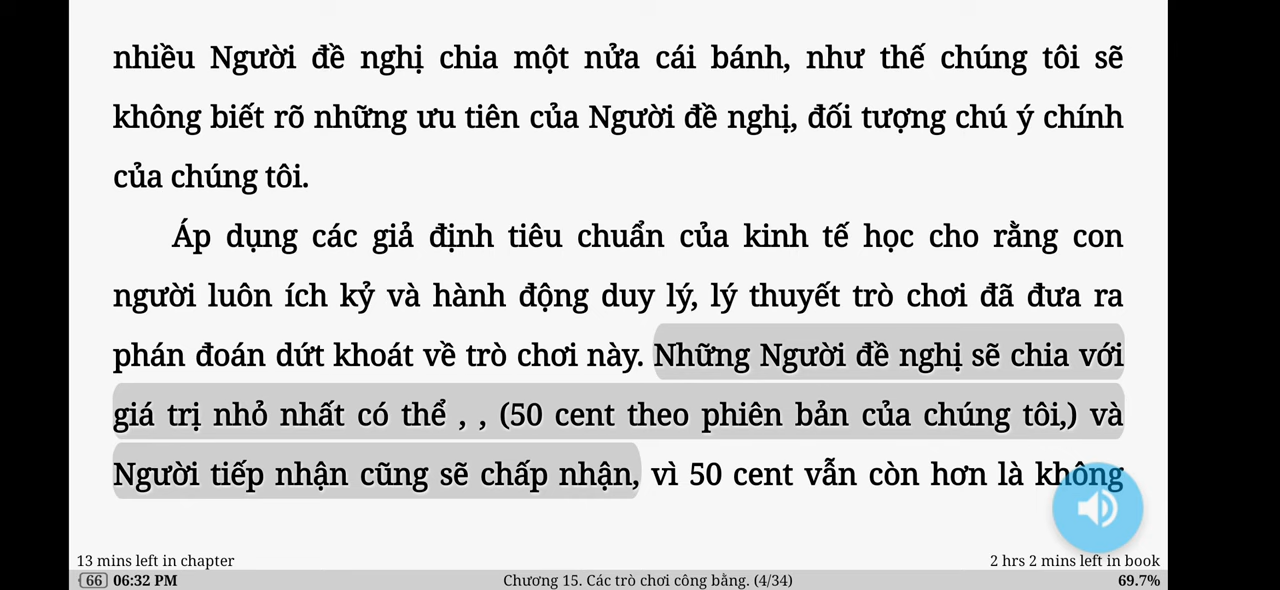 nhiều Người đề nghị chia một nửa cái bánh, như thế chúng tôi sẽ
không biết rõ những ưu tiên của Người đề nghị, đối tượng chú ý chính
của chúng tôi.
Áp dụng các giả định tiêu chuẩn của kinh tế học cho rằng con
người luôn ích kỷ và hành động duy lý, lý thuyết trò chơi đã đưa ra
phán đoán dứt khoát về trò chơi này. Những Người đề nghị sẽ chia với
giá trị nhỏ nhất có thể , , (50 cent theo phiên bản của chúng tôi,) và
Người tiếp nhận cũng sẽ chấp nhận, vì 50 cent vẫn còn hơn là không
13 mins left in chapter
2 hrs 2 mins left in book
66 06:32 PM
Chương 15. Các trò chơi công bằng. (4/34)
69.7%